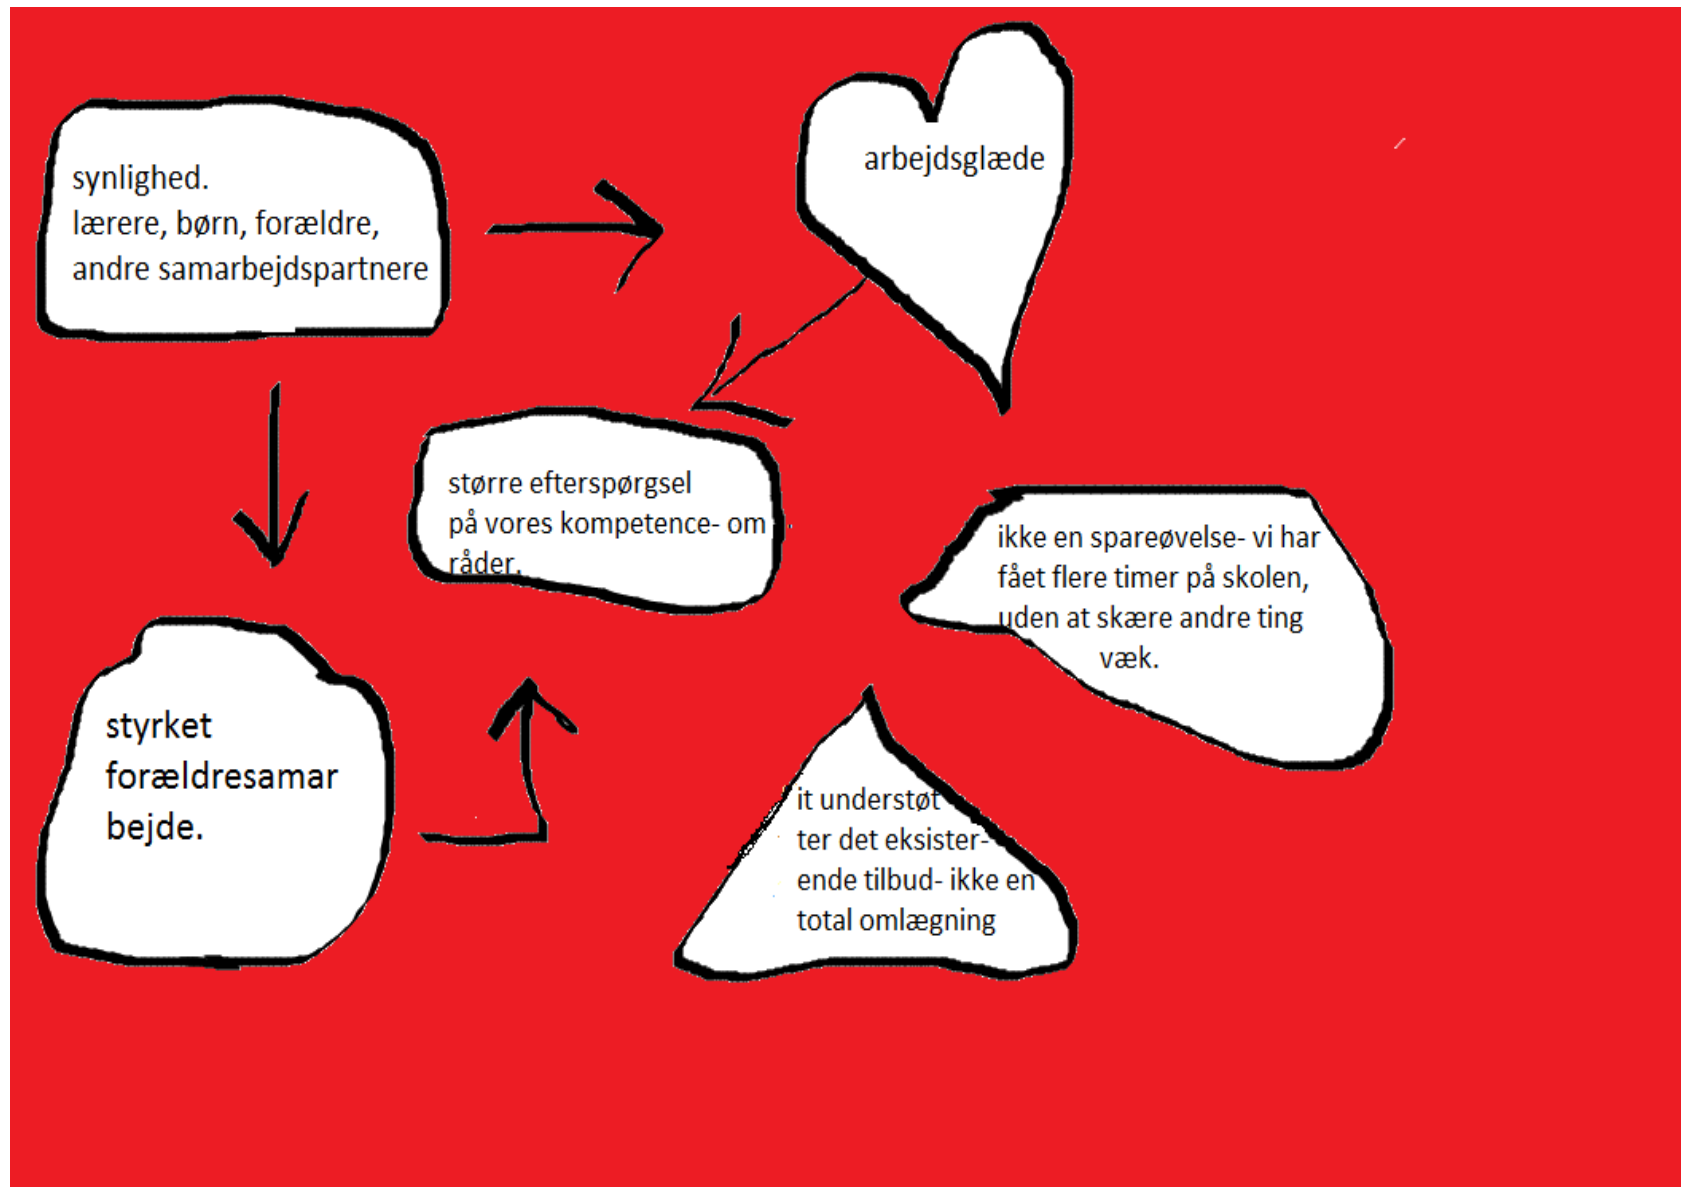 synlighed.
lærere, børn, forældre,
andre samarbejdspartnere
arbejdsglæde
større efterspørgsel
på vores kompetence- om
råder.
ikke en spareøvelse- vi har
fået flere timer på skolen,
uden at skære andre ting
væk.
styrket
forældresamar
bejde.
it understøt
ter det eksister-
ende tilbud- ikke en
total omlægning